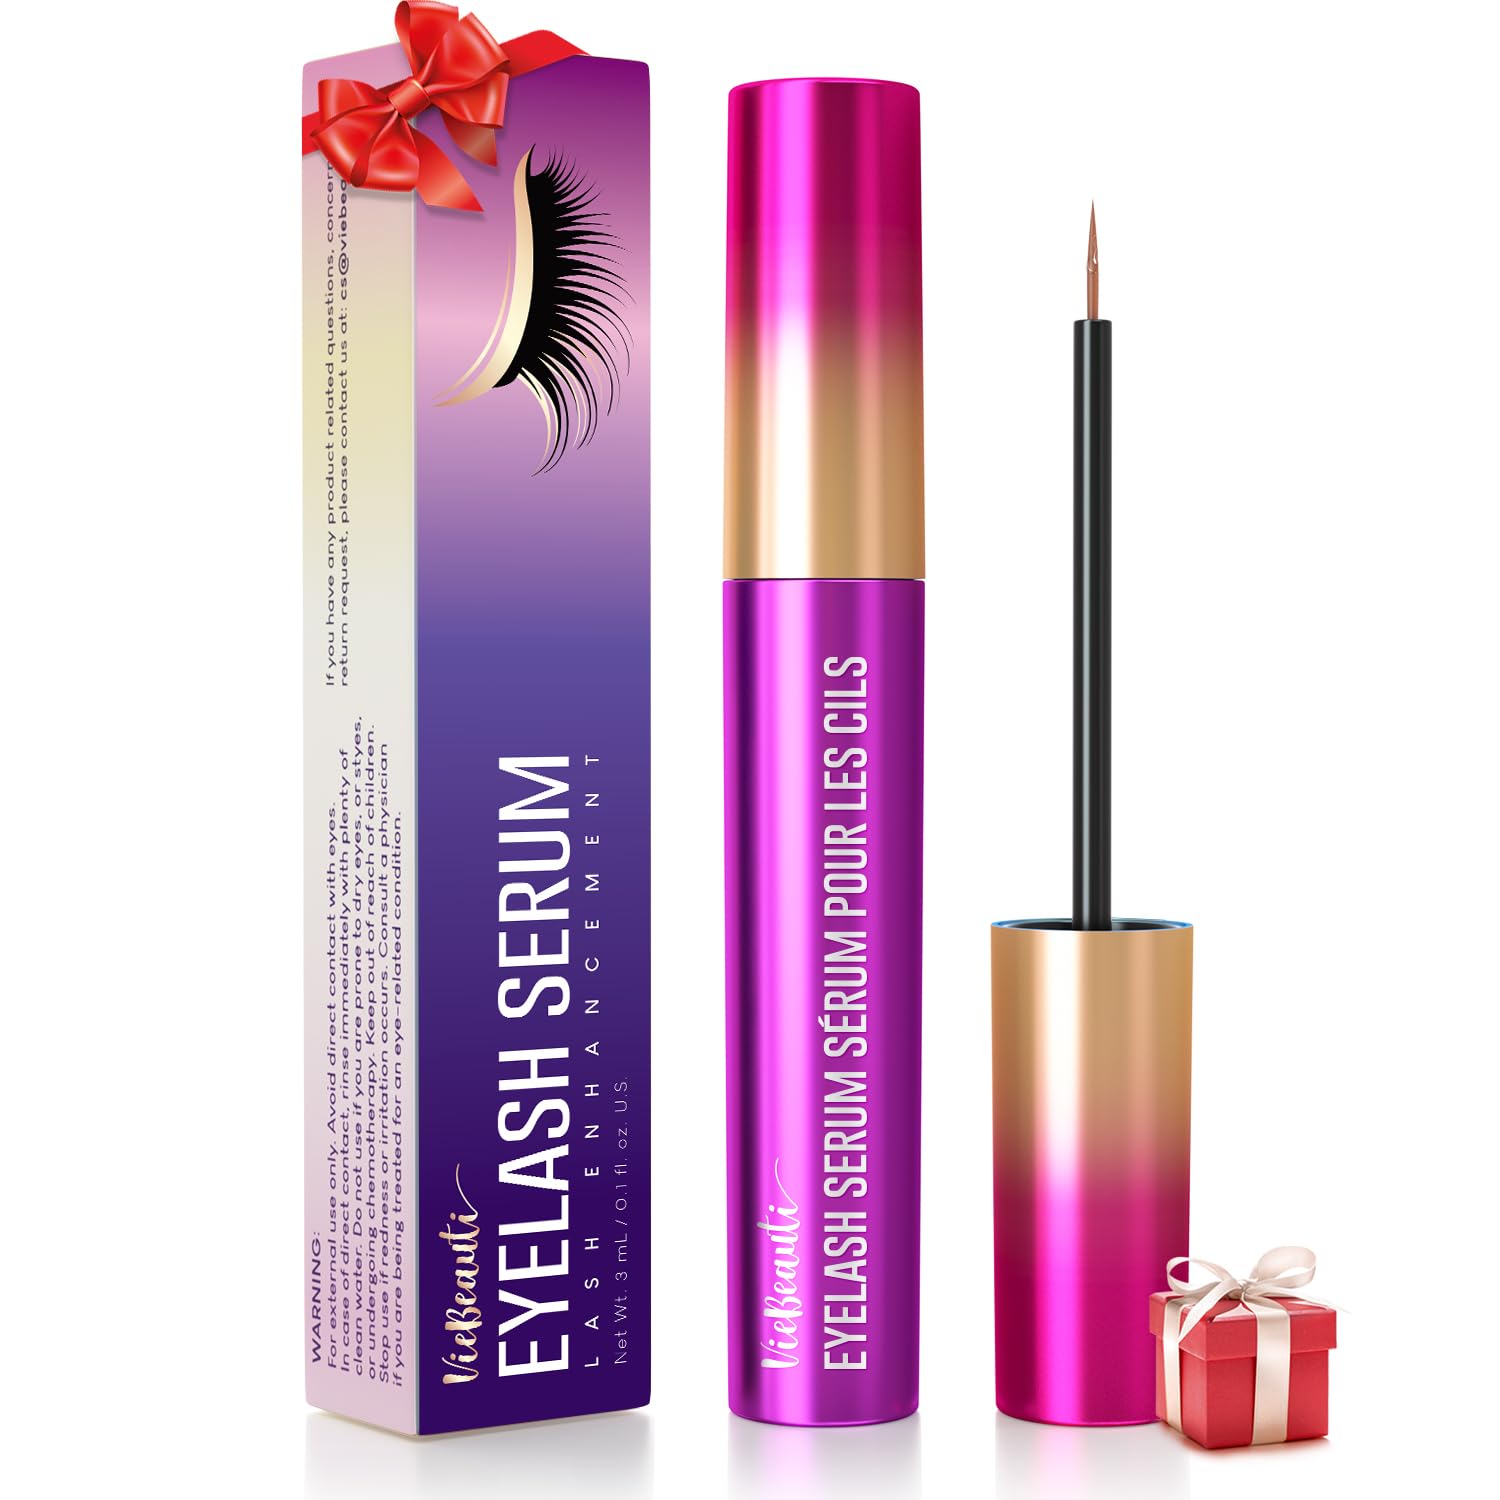 If you have any product related questions, concern
return request, please contact us at: cs@viebea
WARNING:
For external use only. Avoid direct contact with eyes.
In case of direct contact, rinse immediately with plenty of
clean water. Do not use if you are prone to dry eyes, or styes,
or undergoing chemotherapy. Keep out of reach of children.
Stop use if redness or irritation occurs. Consult a physician
if you are being treated for an eye-related condition.
VieBeauti
EYELASH SERUM
LASH ENHANCEMENT
Net Wt. 3 mL / 0.1 fl. oz. U.S.
VieBeauti
EYELASH SERUM SÉRUM POUR LES CILS